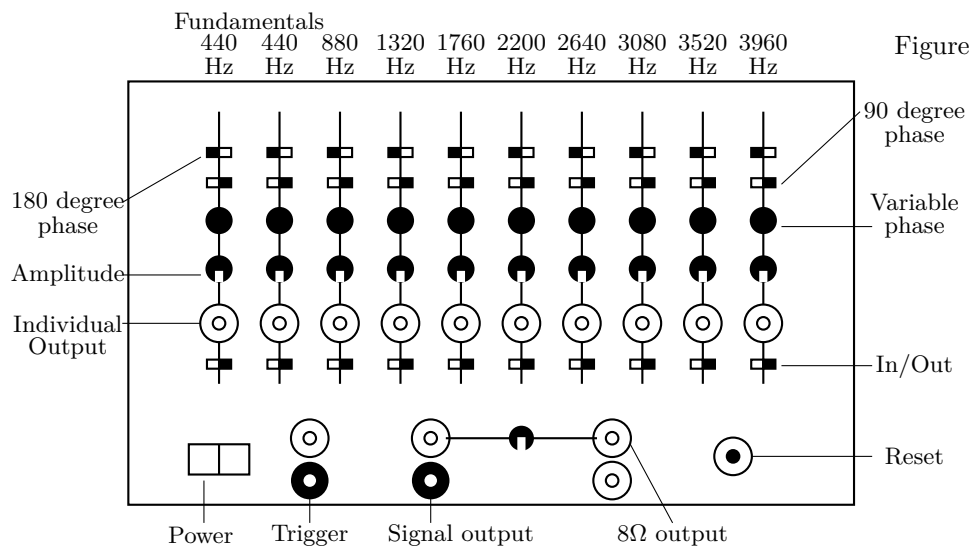 Fundamentals
440 440 880 1320 1760 2200 2640 3080 3520 3960
Hz Hz Hz Hz Hz Hz Hz Hz Hz Hz
Figure
90 degree
phase
180 degree
phase
Variable
phase
Amplitude
Individual
Output
In/Out
Reset
Power
Trigger
Signal output
8Ω output